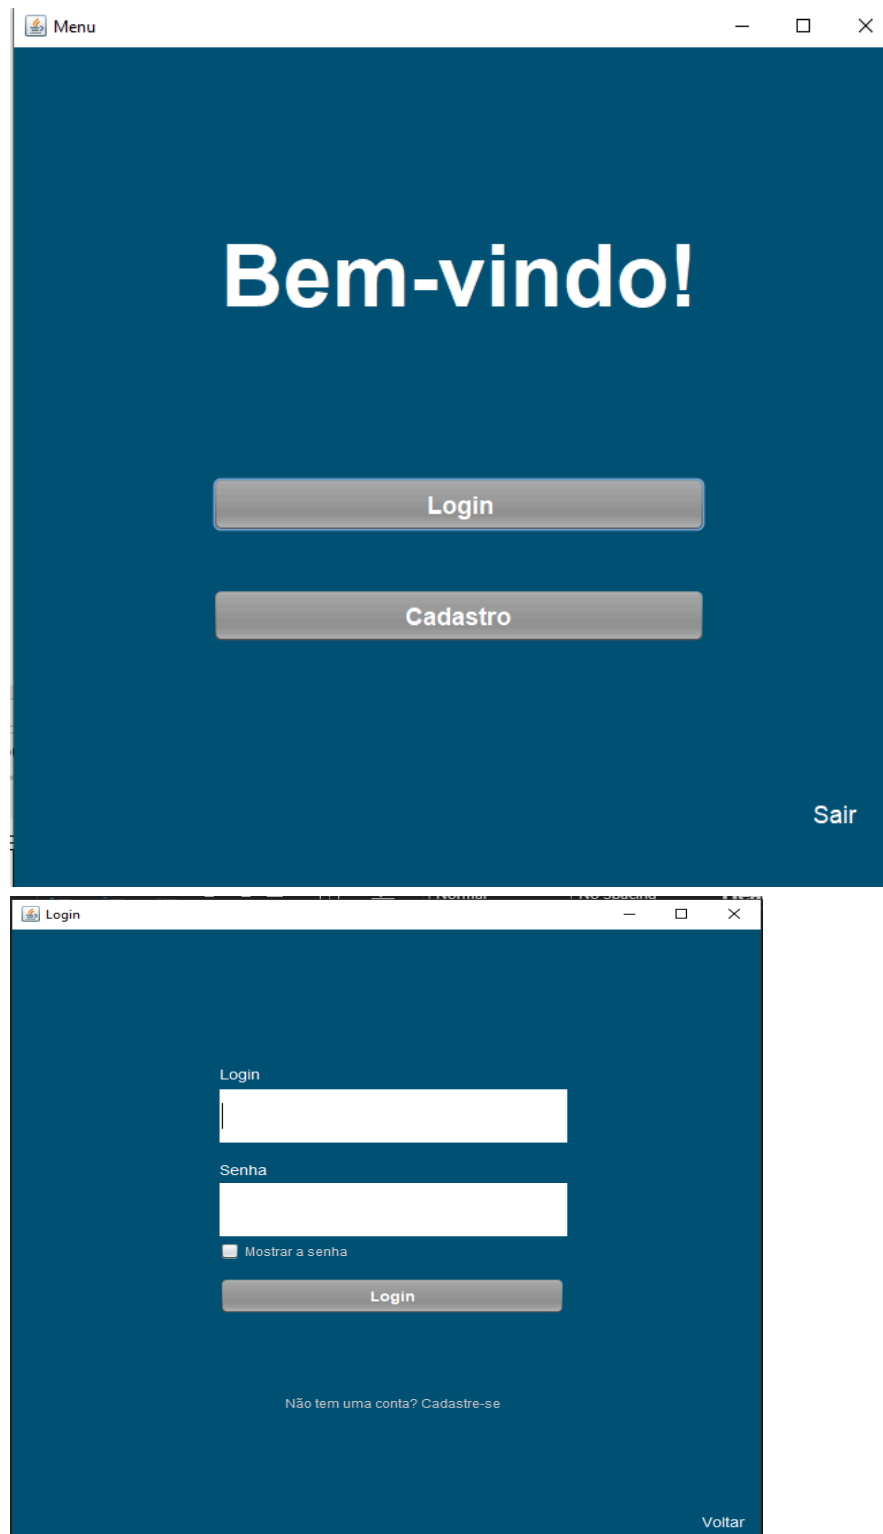 Menu
Bem-vindo!
Login
Cadastro
Sair
Login
Login
Senha
Mostrar a senha
Login
Não tem uma conta? Cadastre-se
Voltar